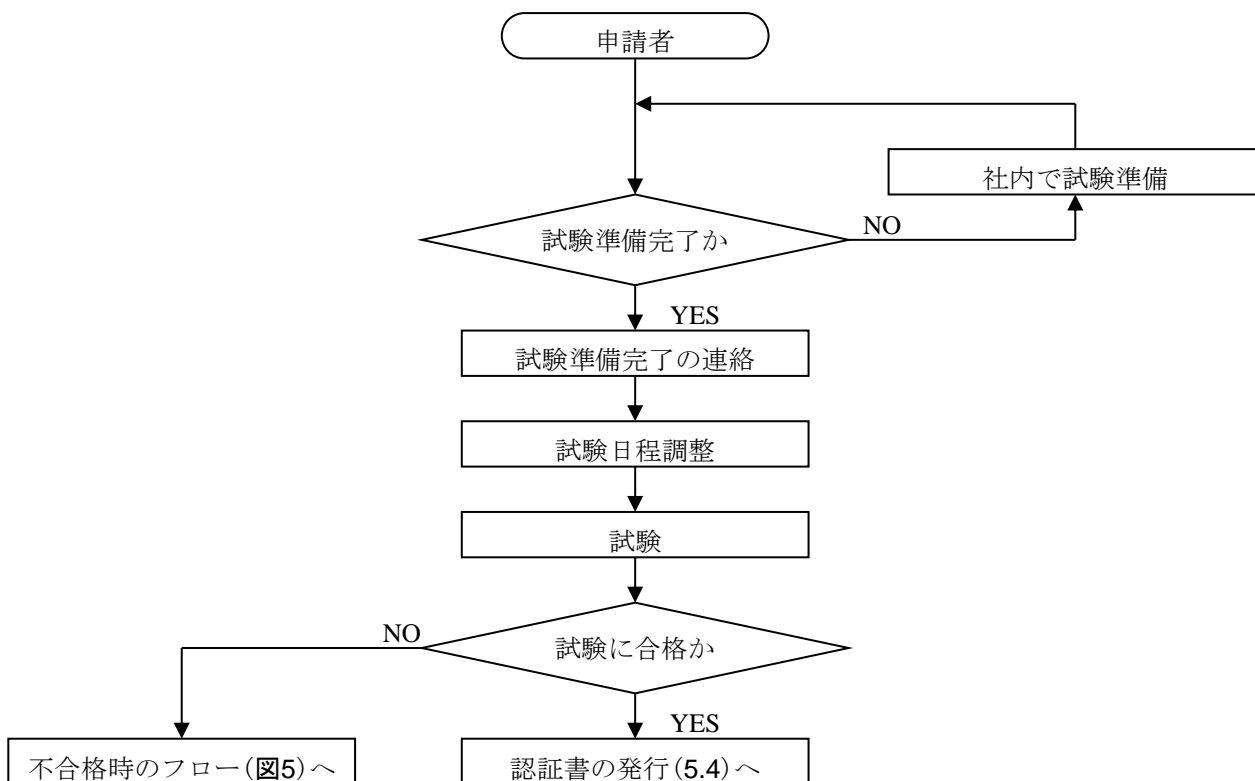 申請者
社内で試験準備
試験準備完了か
NO
YES
試験準備完了の連絡
試験日程調整
試験
NO
試験に合格か
YES
不合格時のフロー(図5)へ
認証書の発行(5.4)へ